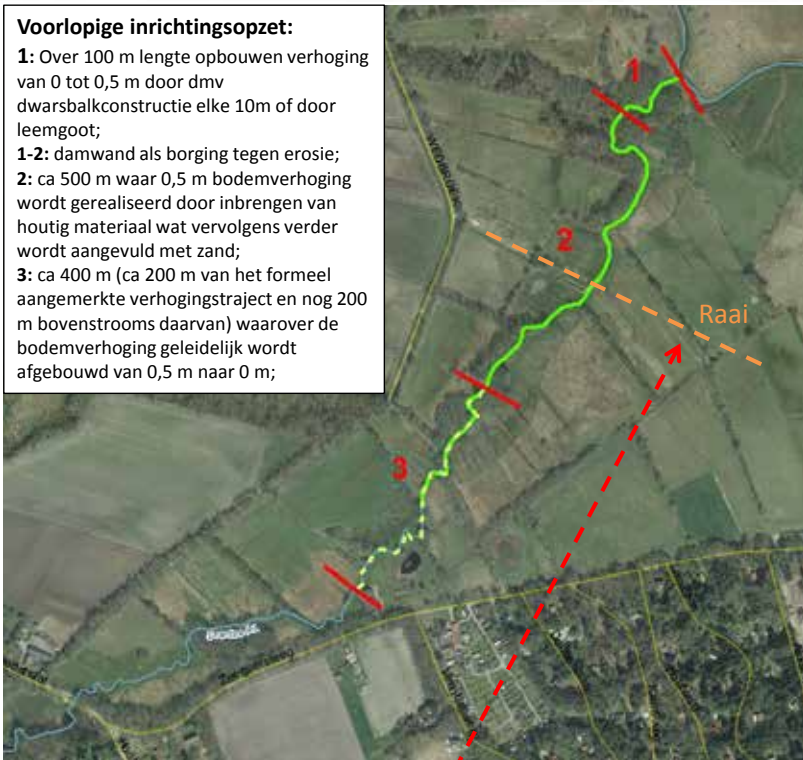 Voorlopige inrichtingsopzet:
1: Over 100 m lengte opbouwen verhoging
van 0 tot 0,5 m door dmv
dwarsbalkconstructie elke 10m of door
leemgoot;
1-2: damwand als borging tegen erosie;
2: ca 500 m waar 0,5 m bodemverhoging
wordt gerealiseerd door inbrengen van
houtig materiaal wat vervolgens verder
wordt aangevuld met zand;
3: ca 400 m (ca 200 m van het formeel
aangemerkte verhogingstraject en nog 200
m bovenstrooms daarvan) waarover de
bodemverhoging geleidelijk wordt
afgebouwd van 0,5 m naar 0 m;
1
2
Raai
3